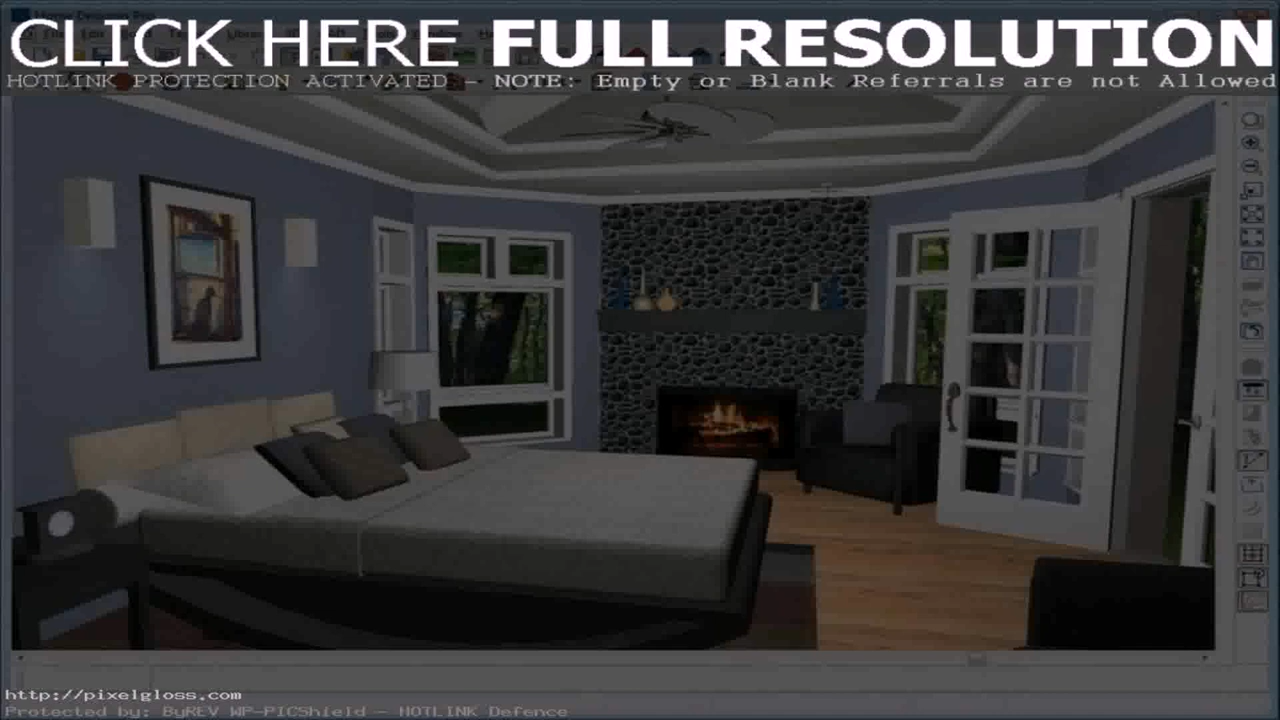 CLICK HERE FULL RESOLUTION
HOTLINK PROTECTION ACTIVATED - NOTE: Empty or Blank Referrals are not Allowed
http://pixelgloss.com
Protected by: ByREV WP-PICShield - HOTLINK Defence